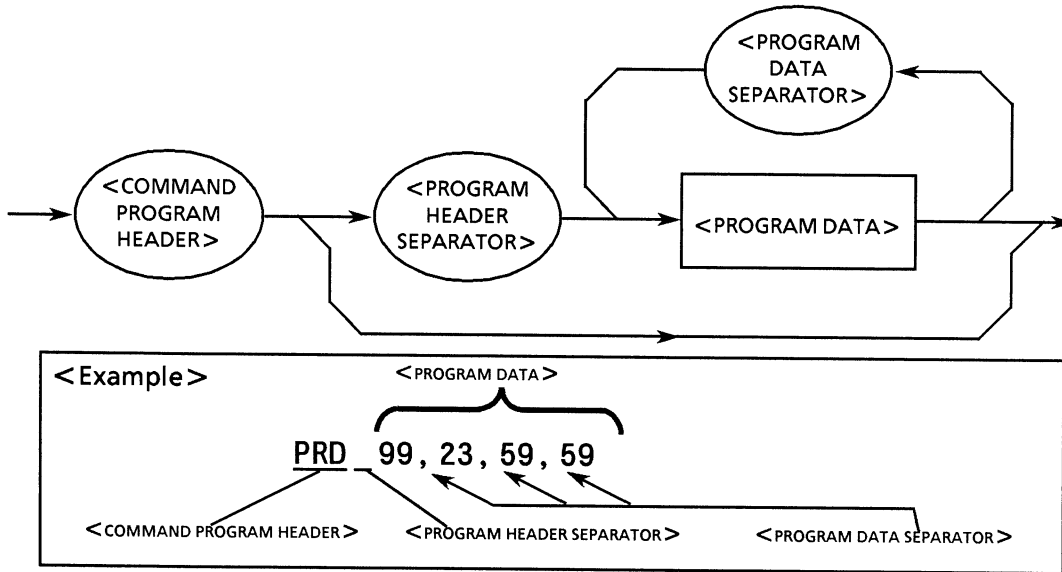 <PROGRAM
DATA
SEPARATOR>
<COMMAND
PROGRAM
HEADER>
<PROGRAM
HEADER
SEPARATOR>
<PROGRAM DATA>
<Example>
<PROGRAM DATA>
PRD 99, 23, 59, 59
<COMMAND PROGRAM HEADER>
<PROGRAM HEADER SEPARATOR>
<PROGRAM DATA SEPARATOR>